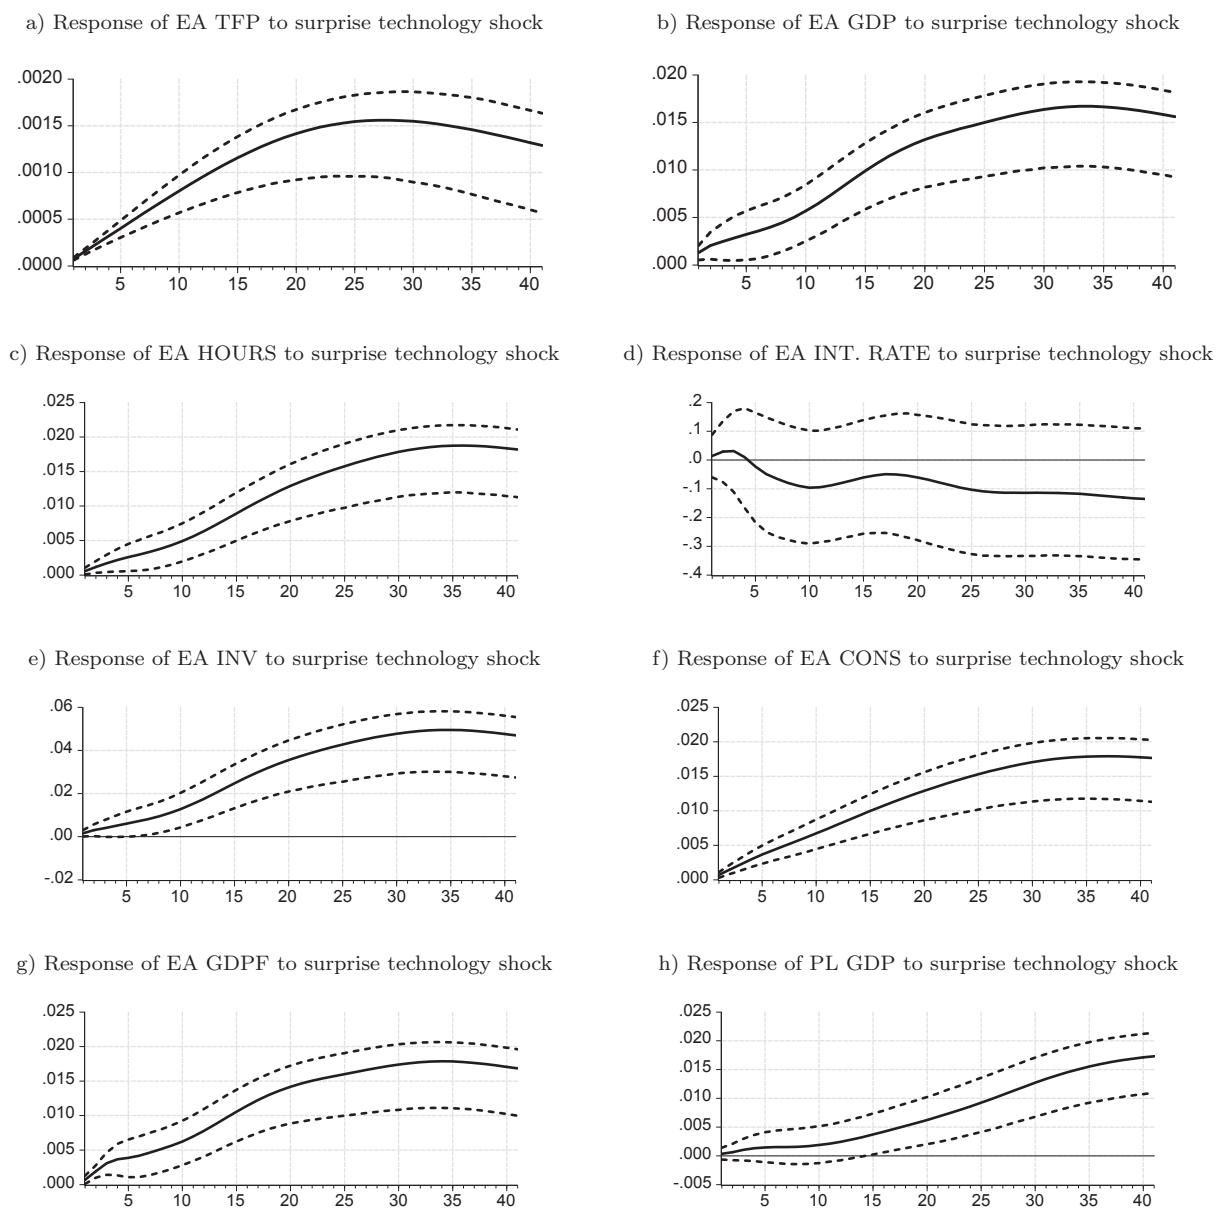 a) Response of EA TFP to surprise technology shock
.0020
.0015
.0010
.0005
.0000
5 10 15 20 25 30 35 40
b) Response of EA GDP to surprise technology shock
.020
.015
.010
.005
.000
5 10 15 20 25 30 35 40
c) Response of EA HOURS to surprise technology shock
.025
.020
.015
.010
.005
.000
5 10 15 20 25 30 35 40
d) Response of EA INT. RATE to surprise technology shock
.2
.1
.0
-.1
-.2
-.3
-.4
5 10 15 20 25 30 35 40
e) Response of EA INV to surprise technology shock
.06
.04
.02
.00
-.02
5 10 15 20 25 30 35 40
f) Response of EA CONS to surprise technology shock
.025
.020
.015
.010
.005
.000
5 10 15 20 25 30 35 40
g) Response of EA GDPF to surprise technology shock
.025
.020
.015
.010
.005
.000
5 10 15 20 25 30 35 40
h) Response of PL GDP to surprise technology shock
.025
.020
.015
.010
.005
.000
-.005
5 10 15 20 25 30 35 40